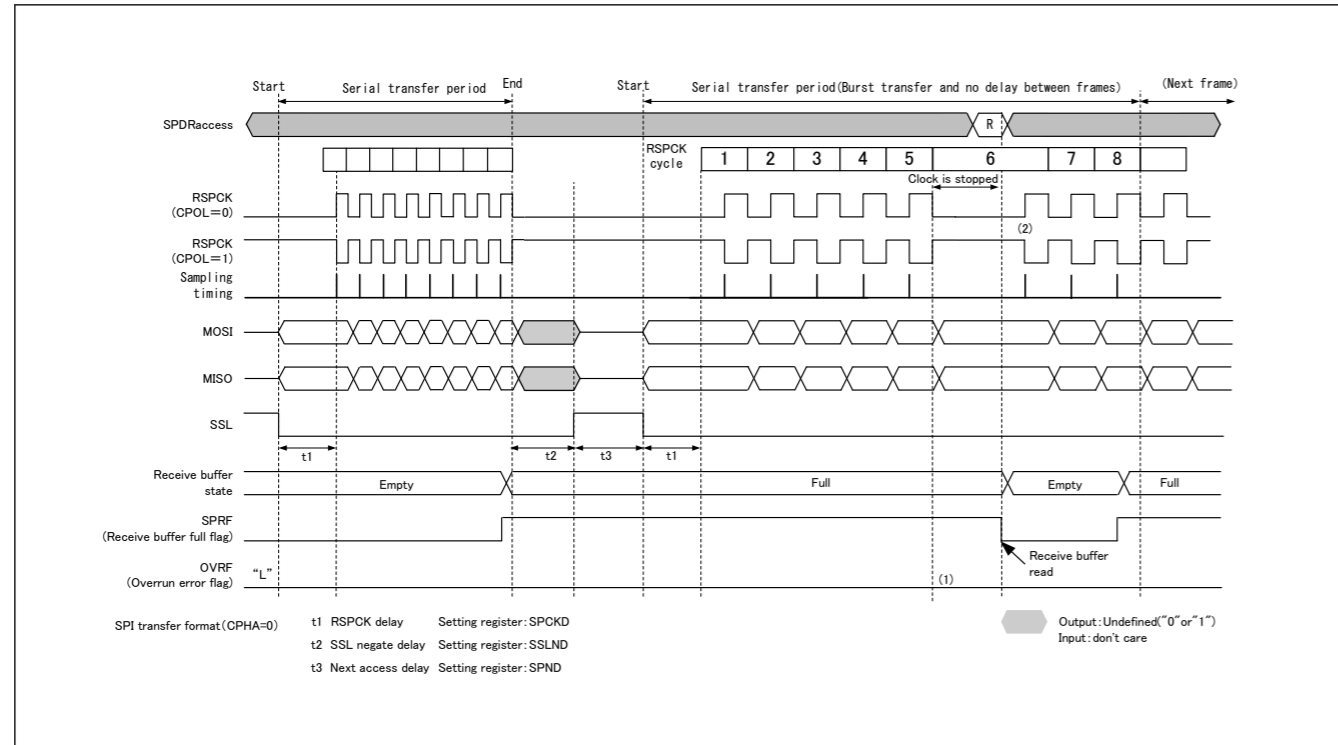 Start Serial transfer period End Start Serial transfer period(Burst transfer and no delay between frames) (Next frame)
SPDRaccess R
RSPCK
cycle
1 2 3 4 5 6 7 8
Clock is stopped
RSPCK
(CPOL=0)
(2)
RSPCK
(CPOL=1)
Sampling
timing
MOSI
MISO
SSL
t1 t2 t3 t1
Receive buffer
state
Empty Full Empty Full
SPRF
(Receive buffer full flag)
Receive buffer
read
OVRF
(Overrun error flag)
“L” (1)
SPI transfer format(CPHA=0)
t1 RSPCK delay Setting register:SPCKD
t2 SSL negate delay Setting register:SSLND
t3 Next access delay Setting register:SPND
Output:Undefined("0"or"1")
Input:don't care